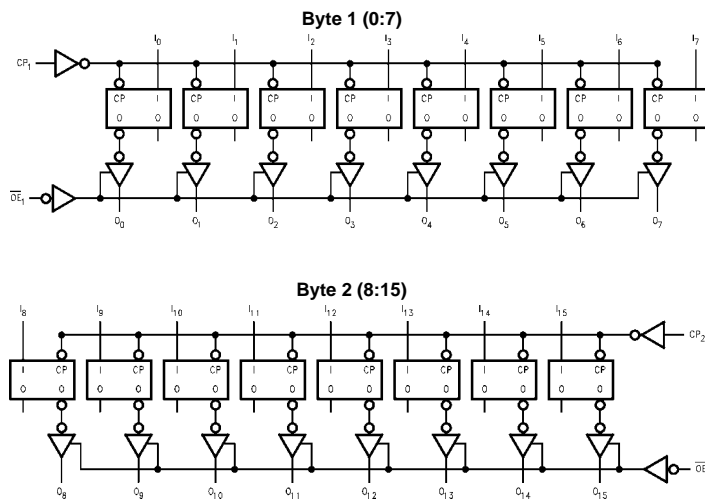 Byte 1 (0:7)
I0 I1 I2 I3 I4 I5 I6 I7
CP1
CP I CP I CP I CP I CP I CP I CP I CP I
O O O O O O O O O O O O O O O O
OE1
O0 O1 O2 O3 O4 O5 O6 O7
Byte 2 (8:15)
I8 I9 I10 I11 I12 I13 I14 I15
CP2
I CP I CP I CP I CP I CP I CP I CP I CP
O O O O O O O O O O O O O O O O
OE
O8 O9 O10 O11 O12 O13 O14 O15